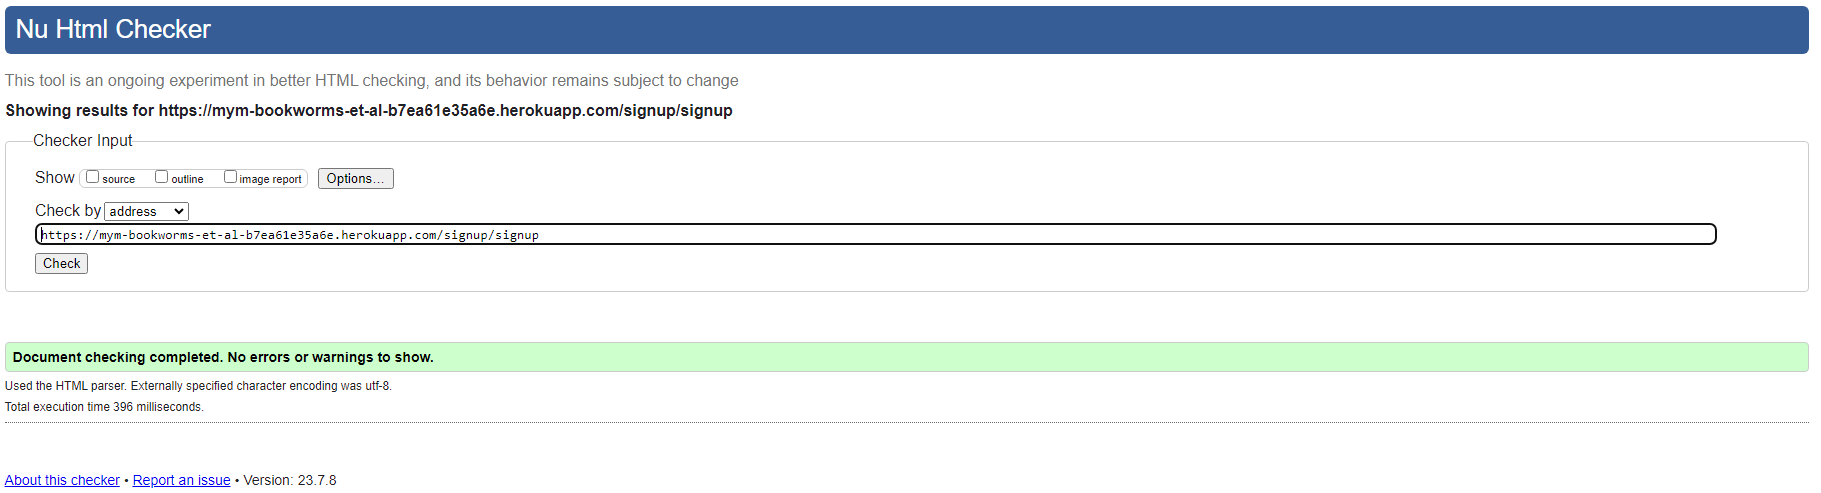 Nu Html Checker
This tool is an ongoing experiment in better HTML checking, and its behavior remains subject to change
Showing results for https://mym-bookworms-et-al-b7ea61e35a6e.herokuapp.com/signup/signup
Checker Input
Show source outline image report Options...
Check by address
https://mym-bookworms-et-al-b7ea61e35a6e.herokuapp.com/signup/signup
Check
Document checking completed. No errors or warnings to show.
Used the HTML parser. Externally specified character encoding was utf-8.
Total execution time 396 milliseconds.
About this checker • Report an issue • Version: 23.7.8